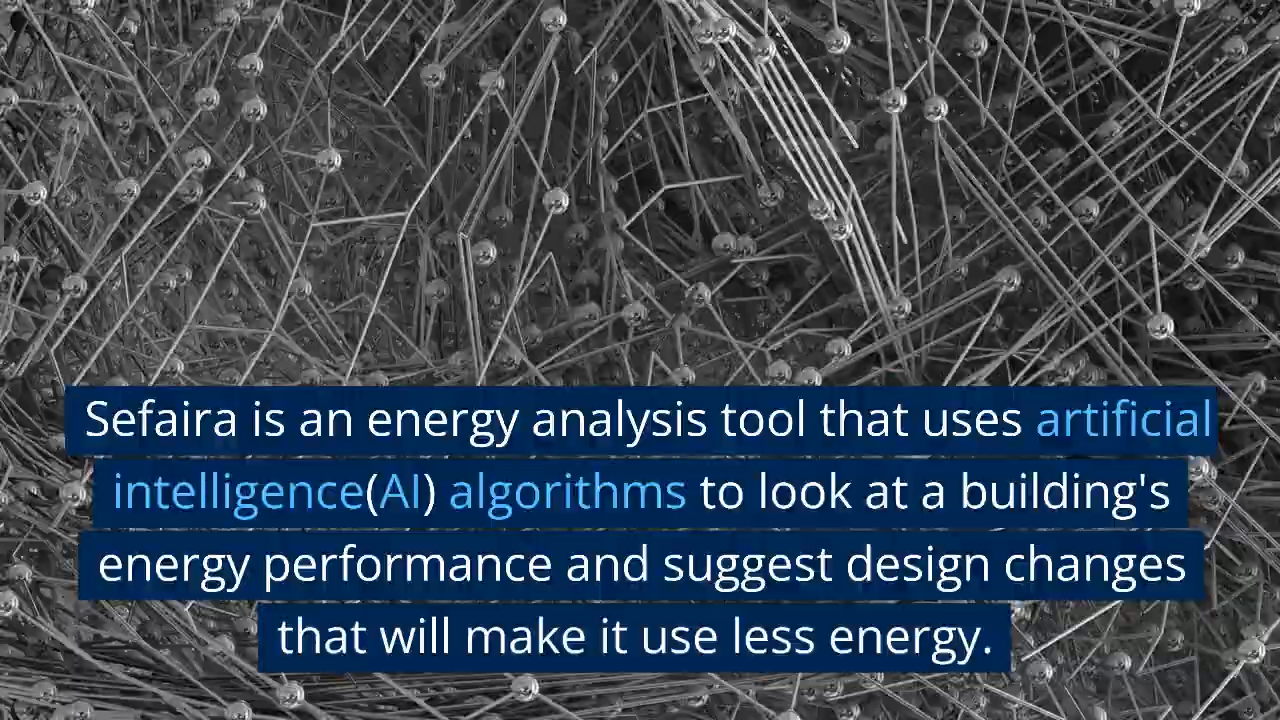 Sefaira is an energy analysis tool that uses artificial
intelligence(AI) algorithms to look at a building's
energy performance and suggest design changes
that will make it use less energy.